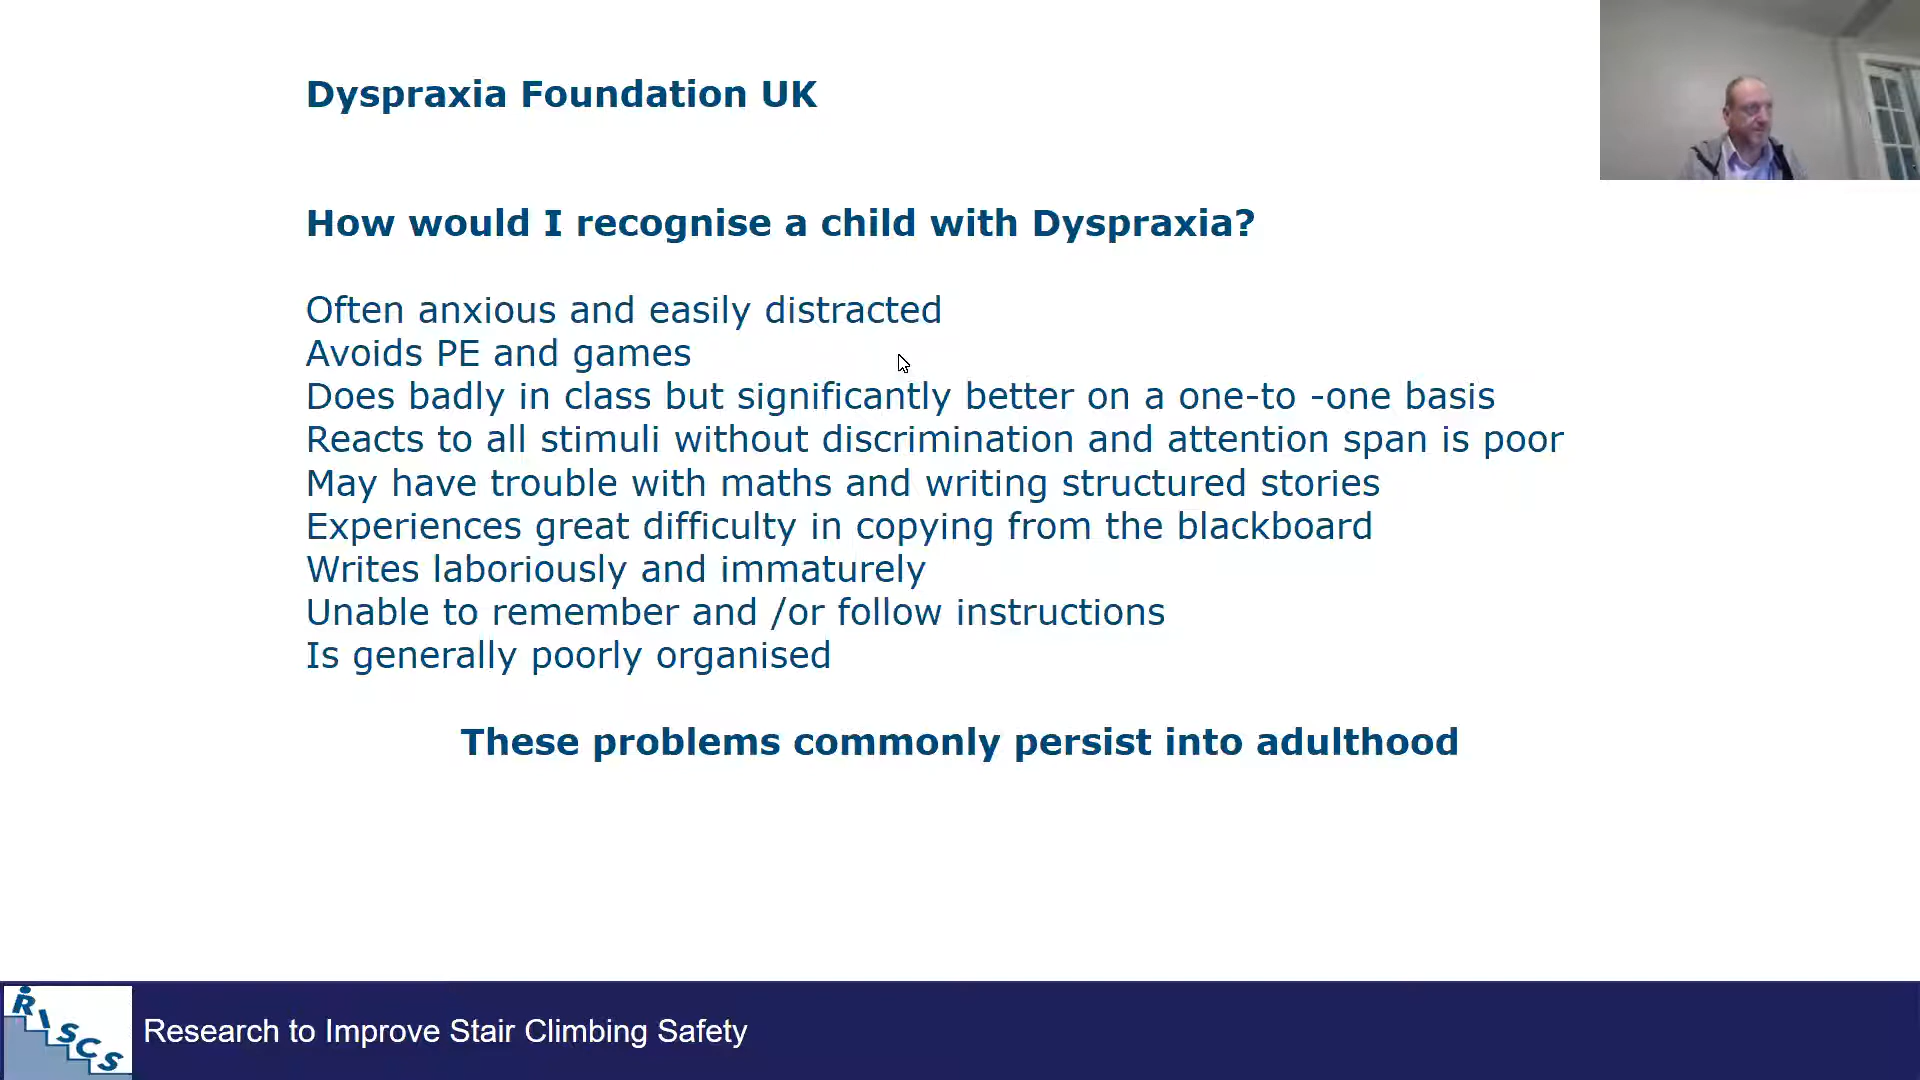 Dyspraxia Foundation UK
How would I recognise a child with Dyspraxia?
Often anxious and easily distracted
Avoids PE and games
Does badly in class but significantly better on a one-to -one basis
Reacts to all stimuli without discrimination and attention span is poor
May have trouble with maths and writing structured stories
Experiences great difficulty in copying from the blackboard
Writes laboriously and immaturely
Unable to remember and /or follow instructions
Is generally poorly organised
These problems commonly persist into adulthood
RISCS
Research to Improve Stair Climbing Safety